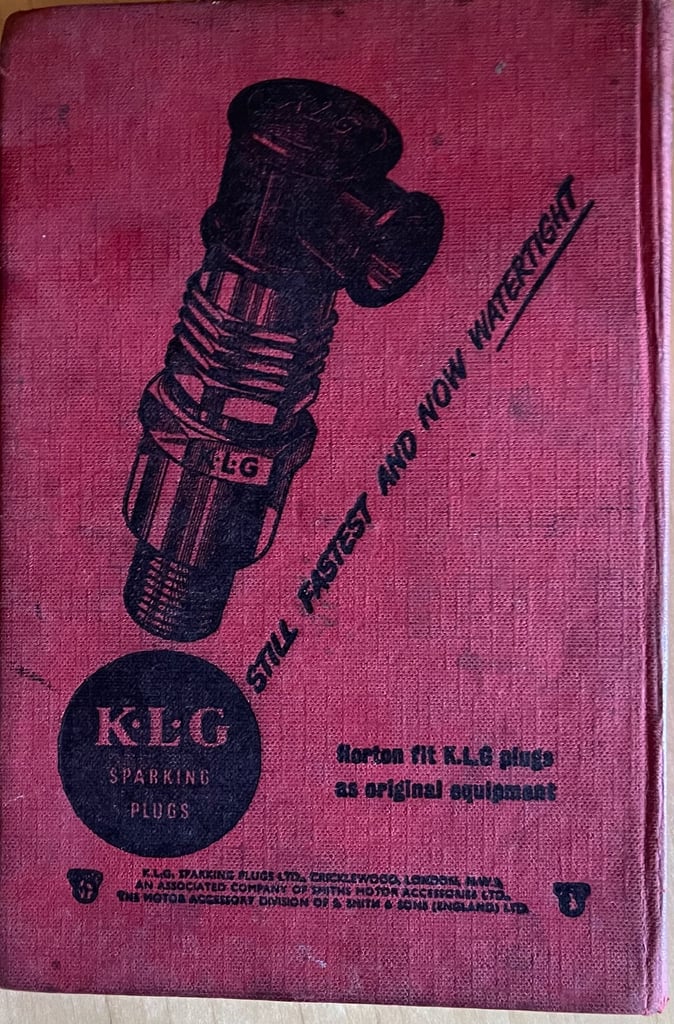 K.L.G
K.L.G
STILL FASTEST AND NOW WATERTIGHT
K·L·G
SPARKING
PLUGS
Norton fit K.L.G plugs
as original equipment
K.L.G. SPARKING PLUGS LTD., CRICKLEWOOD, LONDON, N.W.2
AN ASSOCIATED COMPANY OF SMITHS MOTOR ACCESSORIES LTD.,
THE MOTOR ACCESSORY DIVISION OF S. SMITH & SONS (ENGLAND) LTD.